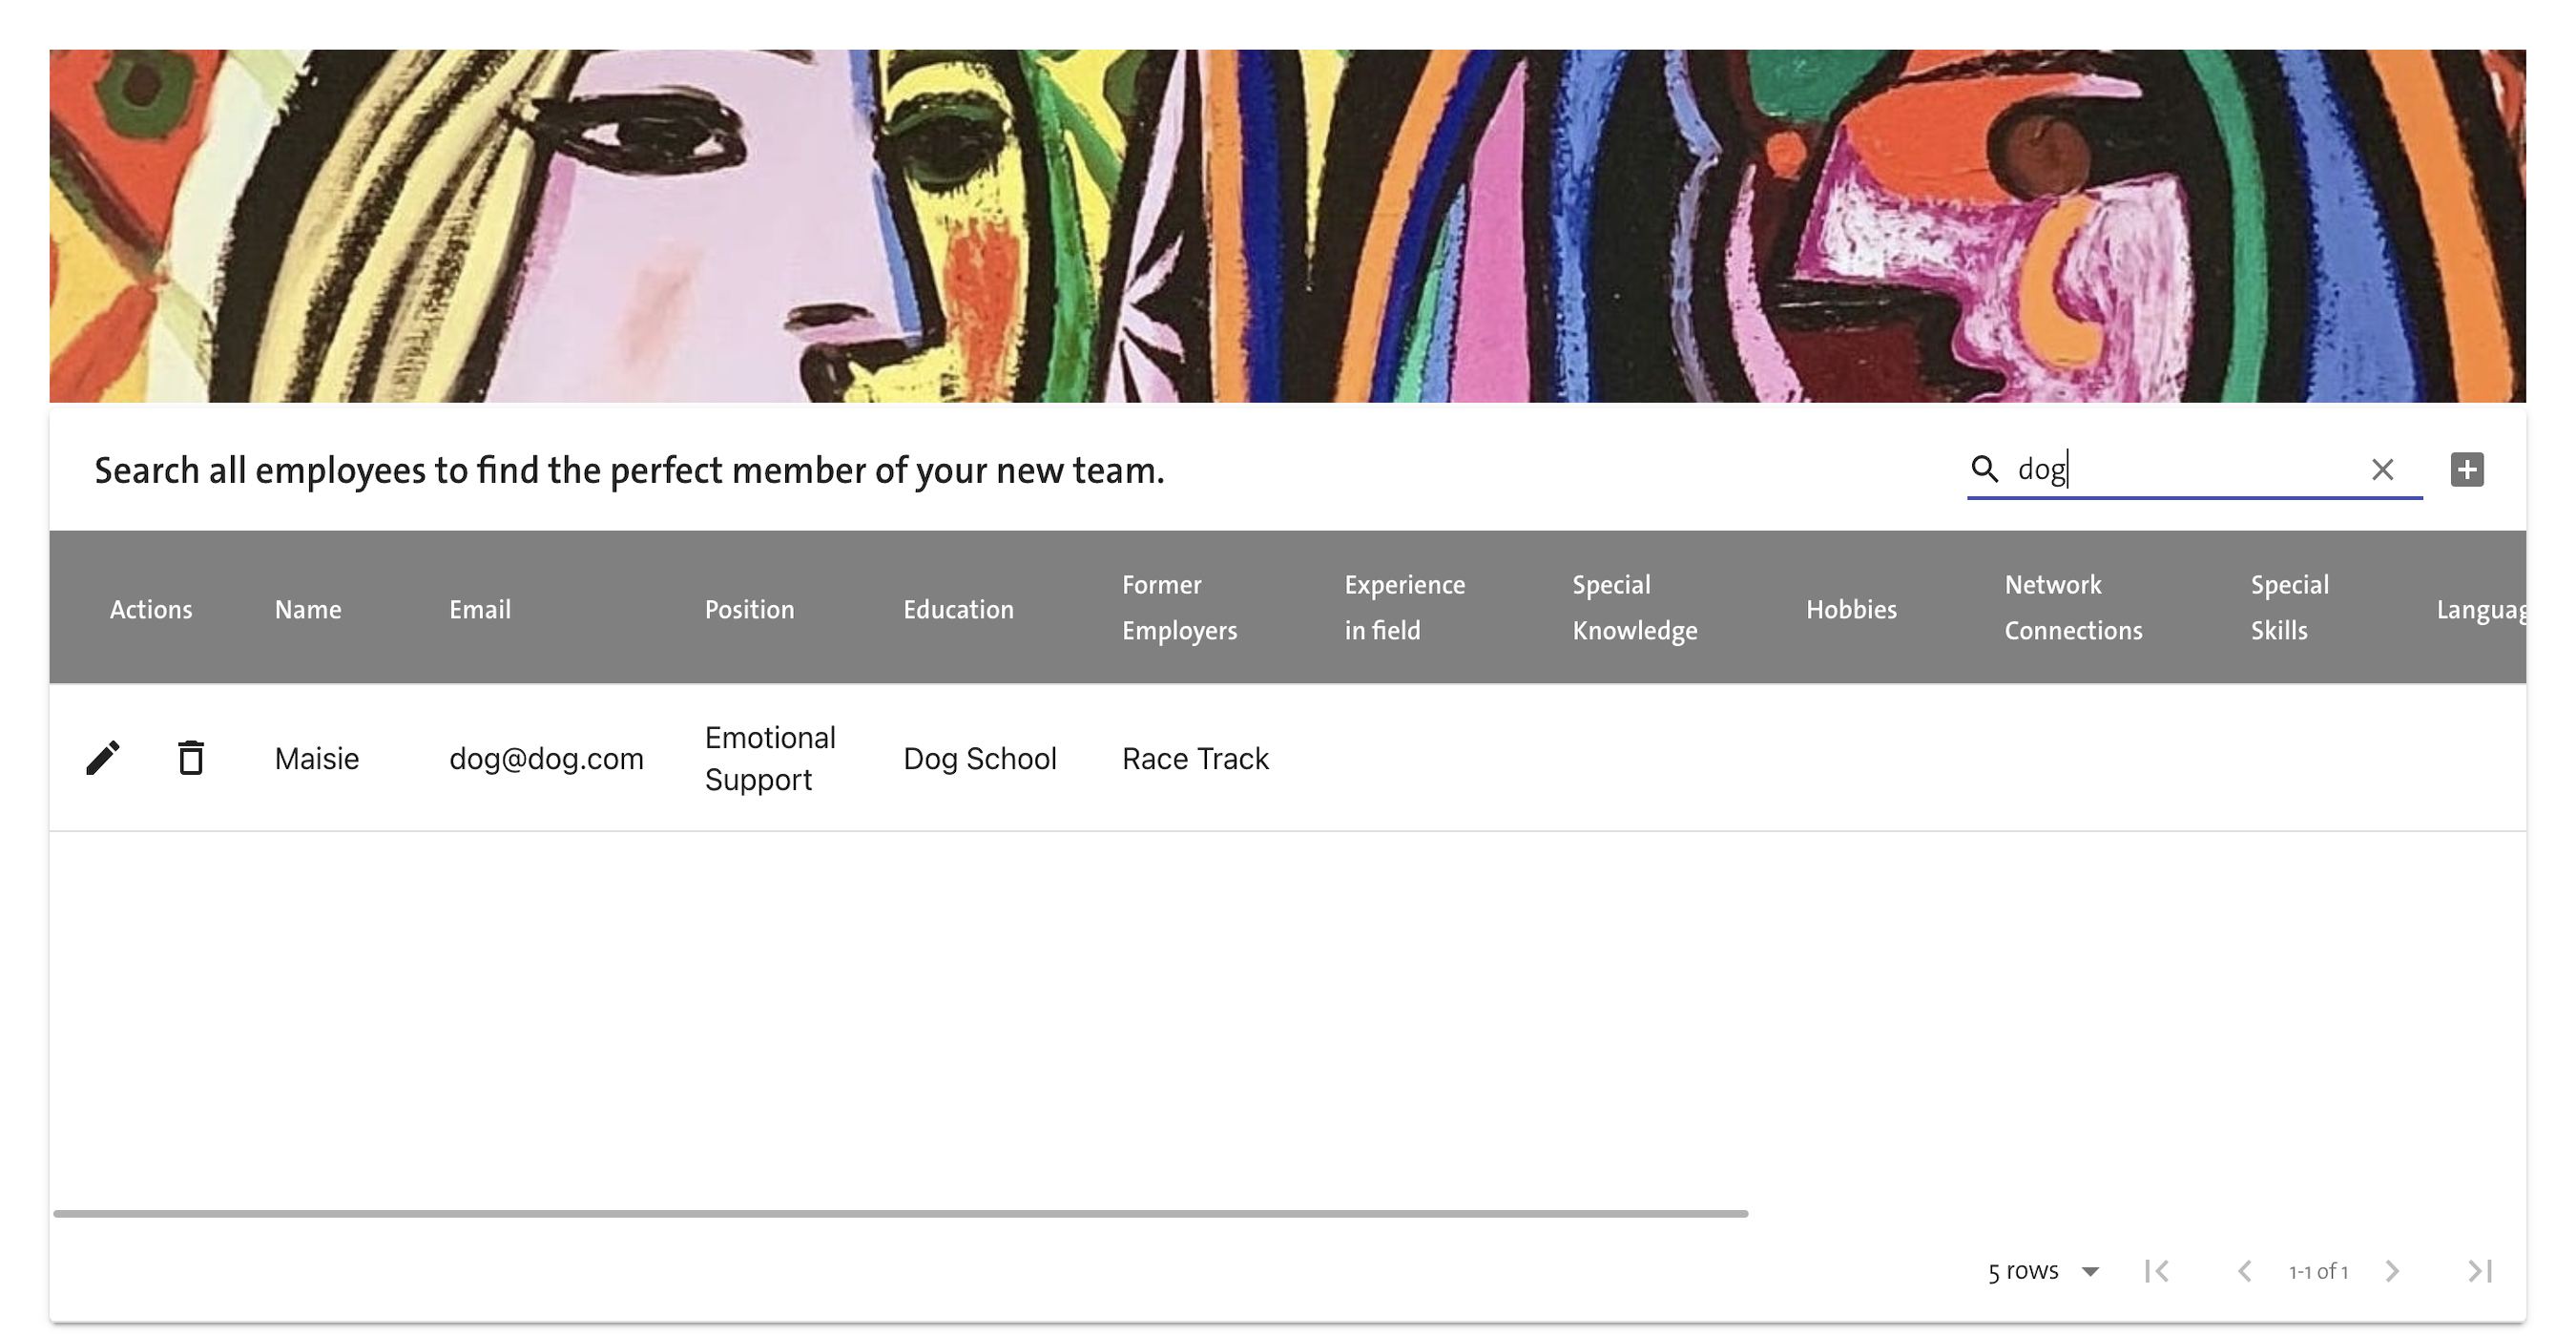 Search all employees to find the perfect member of your new team.
dog
Actions Name Email Position Education Former Employers Experience in field Special Knowledge Hobbies Network Connections Special Skills Languag
Maisie dog@dog.com Emotional Support Dog School Race Track
5 rows 1-1 of 1